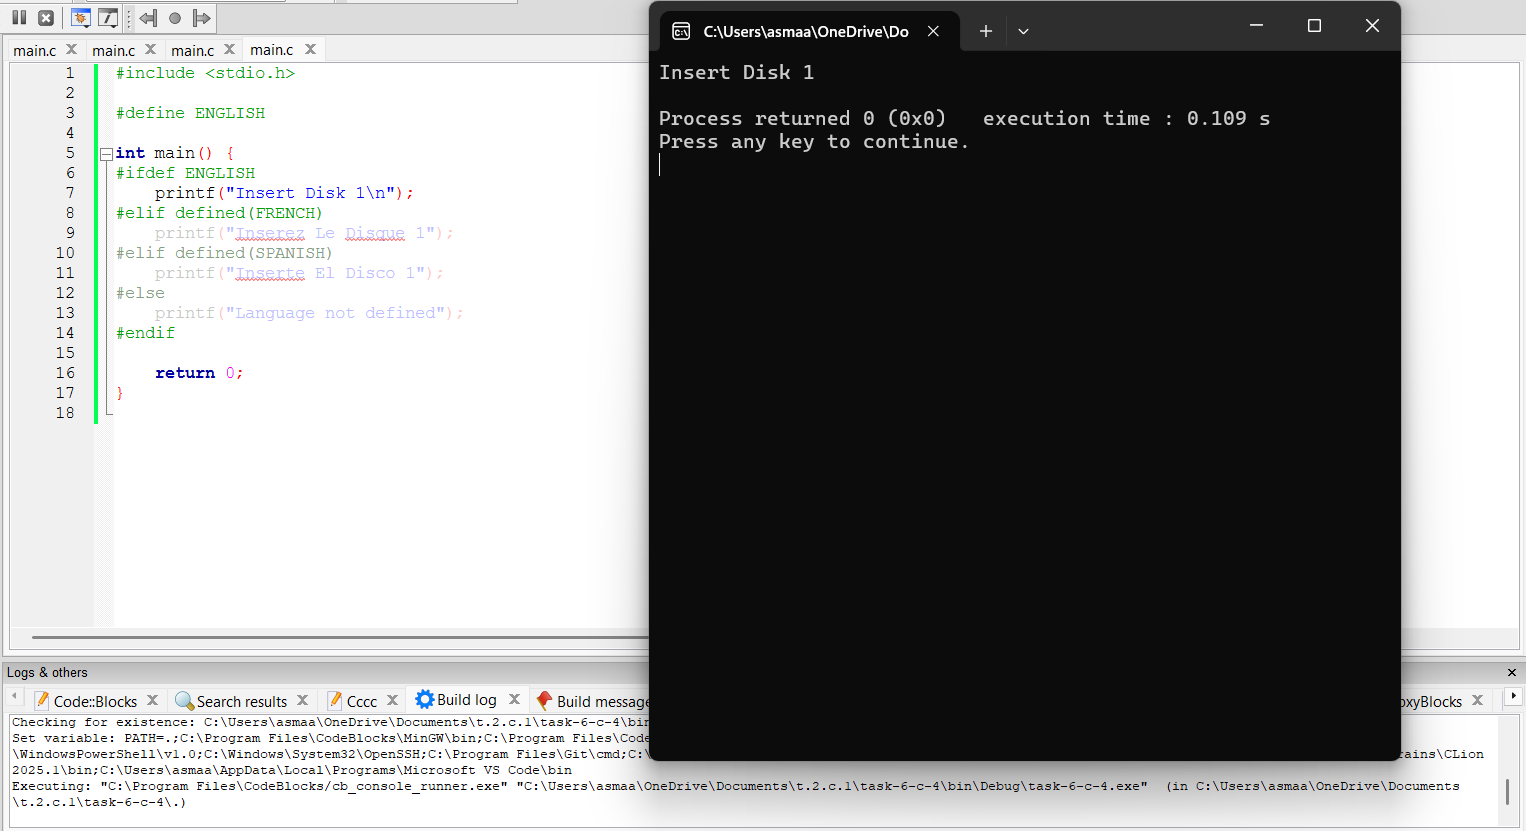 main.c main.c main.c main.c
1 #include <stdio.h>
2
3 #define ENGLISH
4
5 int main() {
6 #ifdef ENGLISH
7     printf("Insert Disk 1\n");
8 #elif defined(FRENCH)
9     printf("Inserez Le Disque 1");
10 #elif defined(SPANISH)
11     printf("Inserte El Disco 1");
12 #else
13     printf("Language not defined");
14 #endif
15
16     return 0;
17 }
18
C:\Users\asmaa\OneDrive\Do
Insert Disk 1
Process returned 0 (0x0)   execution time : 0.109 s
Press any key to continue.
Logs & others
Code::Blocks Search results Cccc Build log Build message oxyBlocks
Checking for existence: C:\Users\asmaa\OneDrive\Documents\t.2.c.1\task-6-c-4\bin
Set variable: PATH=.;C:\Program Files\CodeBlocks\MinGW\bin;C:\Program Files\Code
\WindowsPowerShell\v1.0;C:\Windows\System32\OpenSSH;C:\Program Files\Git\cmd;C:\ rains\CLion
2025.1\bin;C:\Users\asmaa\AppData\Local\Programs\Microsoft VS Code\bin
Executing: "C:\Program Files\CodeBlocks/cb_console_runner.exe" "C:\Users\asmaa\OneDrive\Documents\t.2.c.1\task-6-c-4\bin\Debug\task-6-c-4.exe"  (in C:\Users\asmaa\OneDrive\Documents
\t.2.c.1\task-6-c-4\.)